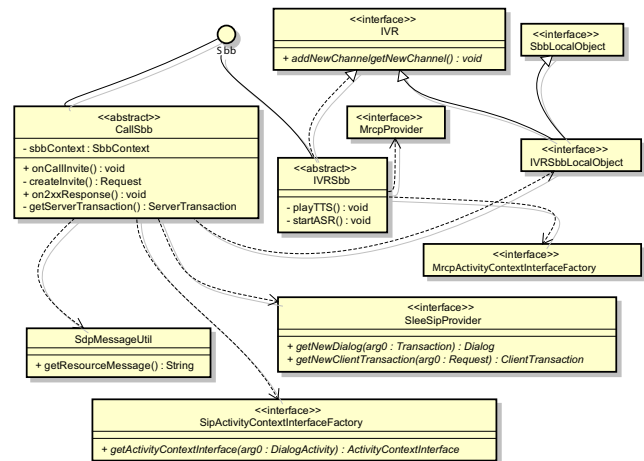 Sbb
<<interface>>
IVR
+ addNewChannelgetNewChannel() : void
<<interface>>
SbbLocalObject
<<abstract>>
CallSbb
- sbbContext : SbbContext
+ onCallInvite() : void
- createInvite() : Request
+ on2xxResponse() : void
- getServerTransaction() : ServerTransaction
<<interface>>
MrcpProvider
<<abstract>>
IVRSbb
- playTTS() : void
- startASR() : void
<<interface>>
IVRSbbLocalObject
<<interface>>
MrcpActivityContextInterfaceFactory
<<interface>>
SleeSipProvider
+ getNewDialog(arg0 : Transaction) : Dialog
+ getNewClientTransaction(arg0 : Request) : ClientTransaction
SdpMessageUtil
+ getResourceMessage() : String
<<interface>>
SipActivityContextInterfaceFactory
+ getActivityContextInterface(arg0 : DialogActivity) : ActivityContextInterface